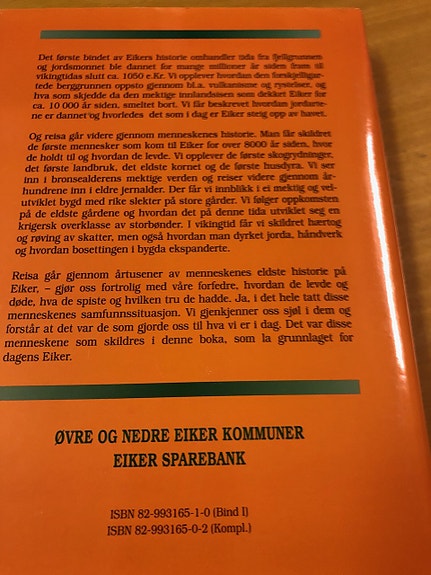 Det første bindet av Eikers historie omhandler tida fra fjellgrunnen
og jordsmonnet ble dannet for mange millioner år siden fram til
vikingtidas slutt ca. 1050 e.Kr. Vi opplever hvordan den forskjelligar-
tede berggrunnen oppsto gjennom bl.a. vulkanisme og rystelser, og
hva som skjedde da den mektige innlandsisen som dekket Eiker for
ca. 10 000 år siden, smeltet bort. Vi får beskrevet hvordan jordarte-
ne er dannet og hvorledes det som i dag er Eiker steig opp av havet.
Og reisa går videre gjennom menneskenes historie. Man får skildret
de første mennesker som kom til Eiker for over 8000 år siden, hvor
de holdt til og hvordan de levde. Vi opplever de første skogrydninger,
det første landbruk, det eldste kornet og de første husdyra. Vi ser
inn i bronsealderens mektige verden og reiser videre gjennom år-
hundrene inn i eldre jernalder. Der får vi innblikk i ei mektig og vel-
utviklet bygd med rike slekter på store gårder. Vi følger oppkomsten
på de eldste gårdene og hvordan det på denne tida utviklet seg en
krigersk overklasse av storbønder. I vikingtid får vi skildret hærtog
og røving av skatter, men også hvordan man dyrket jorda, håndverk
og hvordan bosettingen i bygda ekspanderte.
Reisa går gjennom årtusener av menneskenes eldste historie på
Eiker, – gjør oss fortrolig med våre forfedre, hvordan de levde og
døde, hva de spiste og hvilken tru de hadde. Ja, i det hele tatt disse
menneskenes samfunnssituasjon. Vi gjenkjenner oss sjøl i dem og
forstår at det var de som gjorde oss til hva vi er i dag. Det var disse
menneskene som skildres i denne boka, som la grunnlaget for
dagens Eiker.
ØVRE OG NEDRE EIKER KOMMUNER
EIKER SPAREBANK
ISBN 82-993165-1-0 (Bind I)
ISBN 82-993165-0-2 (Kompl.)